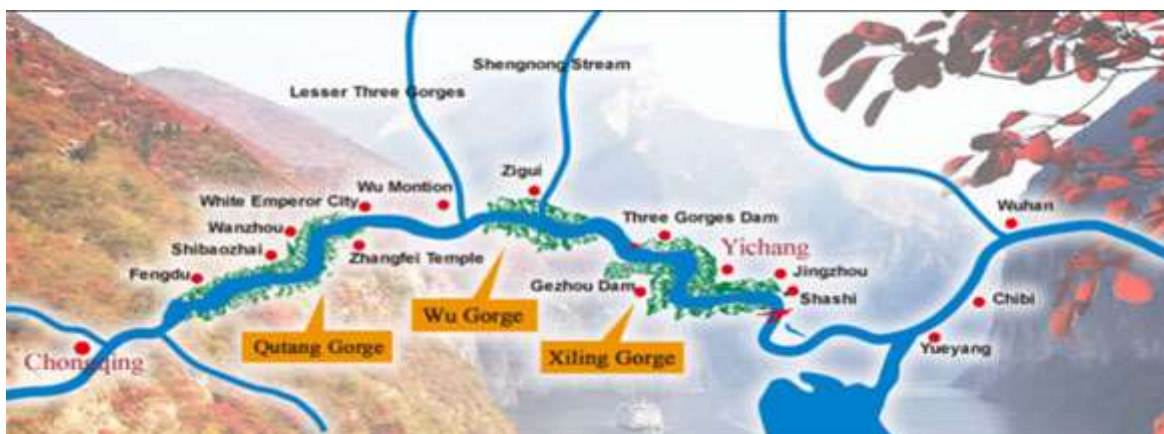 Shengnong Stream
Lesser Three Gorges
Zigui
Wu Montion
White Emperor City
Wanzhou
Shibaozhai
Fengdu
Zhangfei Temple
Three Gorges Dam
Yichang
Wuhan
Jingzhou
Gezhou Dam
Shashi
Chibi
Wu Gorge
Qutang Gorge
Xiling Gorge
Yueyang
Chongqing